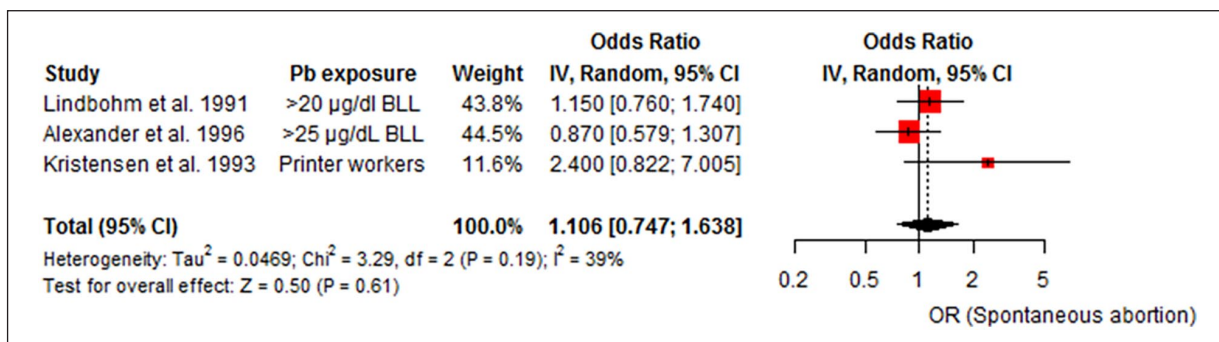 Odds Ratio Odds Ratio
Study Pb exposure Weight IV, Random, 95% CI IV, Random, 95% CI
Lindbohm et al. 1991 >20 µg/dl BLL 43.8% 1.150 [0.760; 1.740]
Alexander et al. 1996 >25 µg/dL BLL 44.5% 0.870 [0.579; 1.307]
Kristensen et al. 1993 Printer workers 11.6% 2.400 [0.822; 7.005]
Total (95% CI) 100.0% 1.106 [0.747; 1.638]
Heterogeneity: Tau² = 0.0469; Chi² = 3.29, df = 2 (P = 0.19); I² = 39%
Test for overall effect: Z = 0.50 (P = 0.61)
0.2 0.5 1 2 5
OR (Spontaneous abortion)